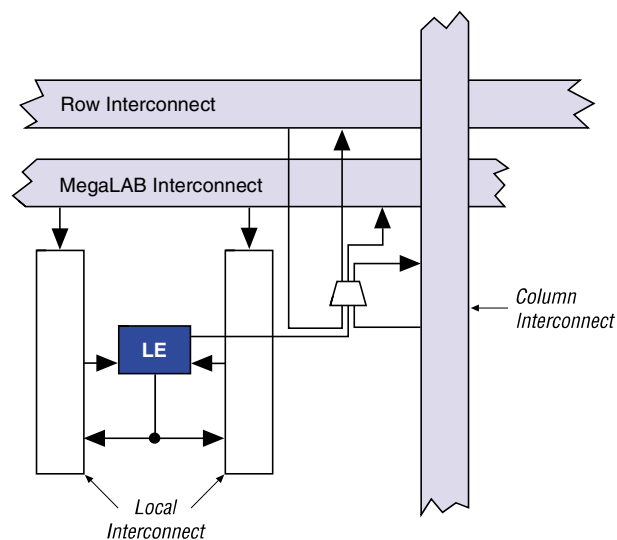 Row Interconnect
MegaLAB Interconnect
LE
Column
Interconnect
Local
Interconnect